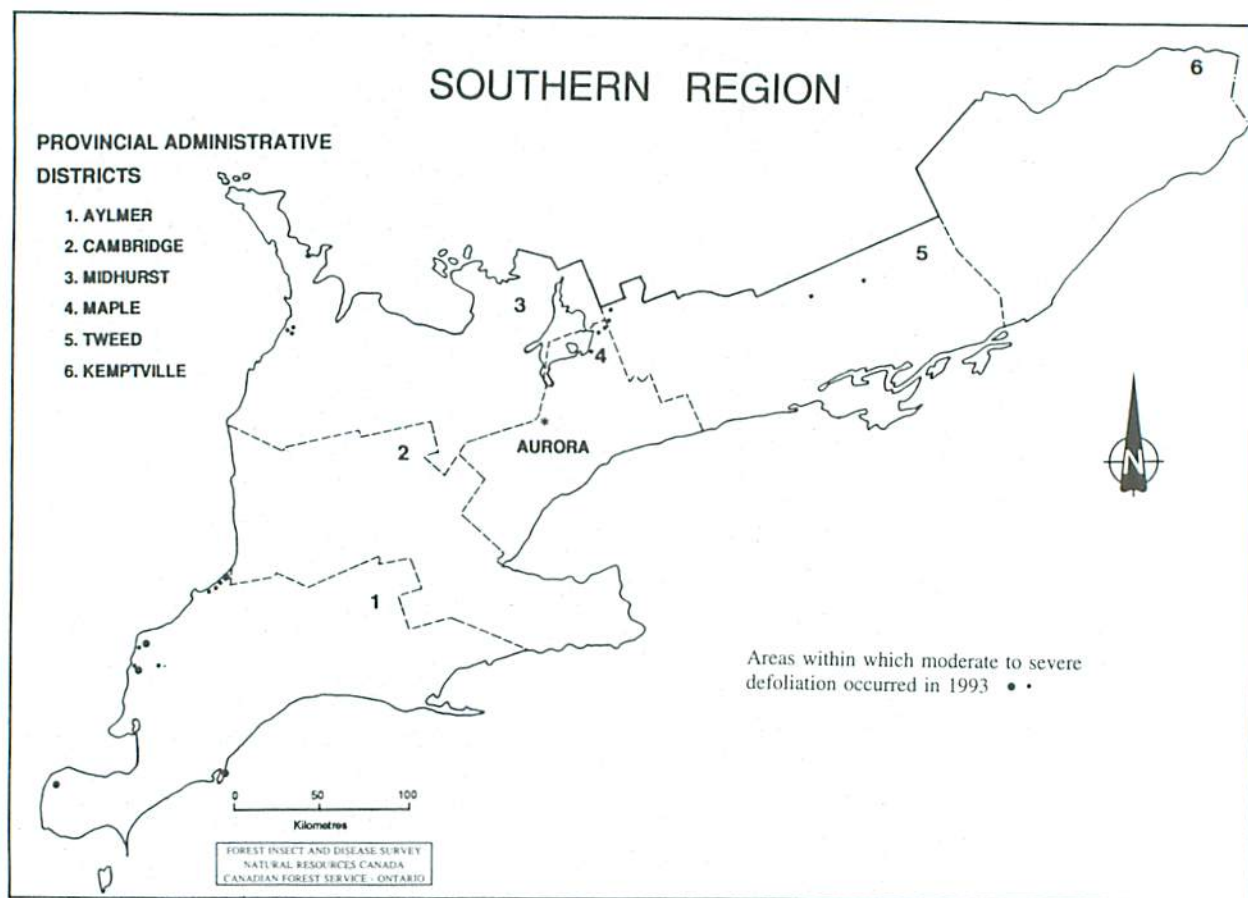 SOUTHERN REGION
6
PROVINCIAL ADMINISTRATIVE
DISTRICTS
1. AYLMER
2. CAMBRIDGE
3. MIDHURST
4. MAPLE
5. TWEED
6. KEMPTVILLE
5
3
4
AURORA
2
N
1
Areas within which moderate to severe
defoliation occurred in 1993
0 50 100
Kilometres
FOREST INSECT AND DISEASE SURVEY
NATURAL RESOURCES CANADA
CANADIAN FOREST SERVICE - ONTARIO